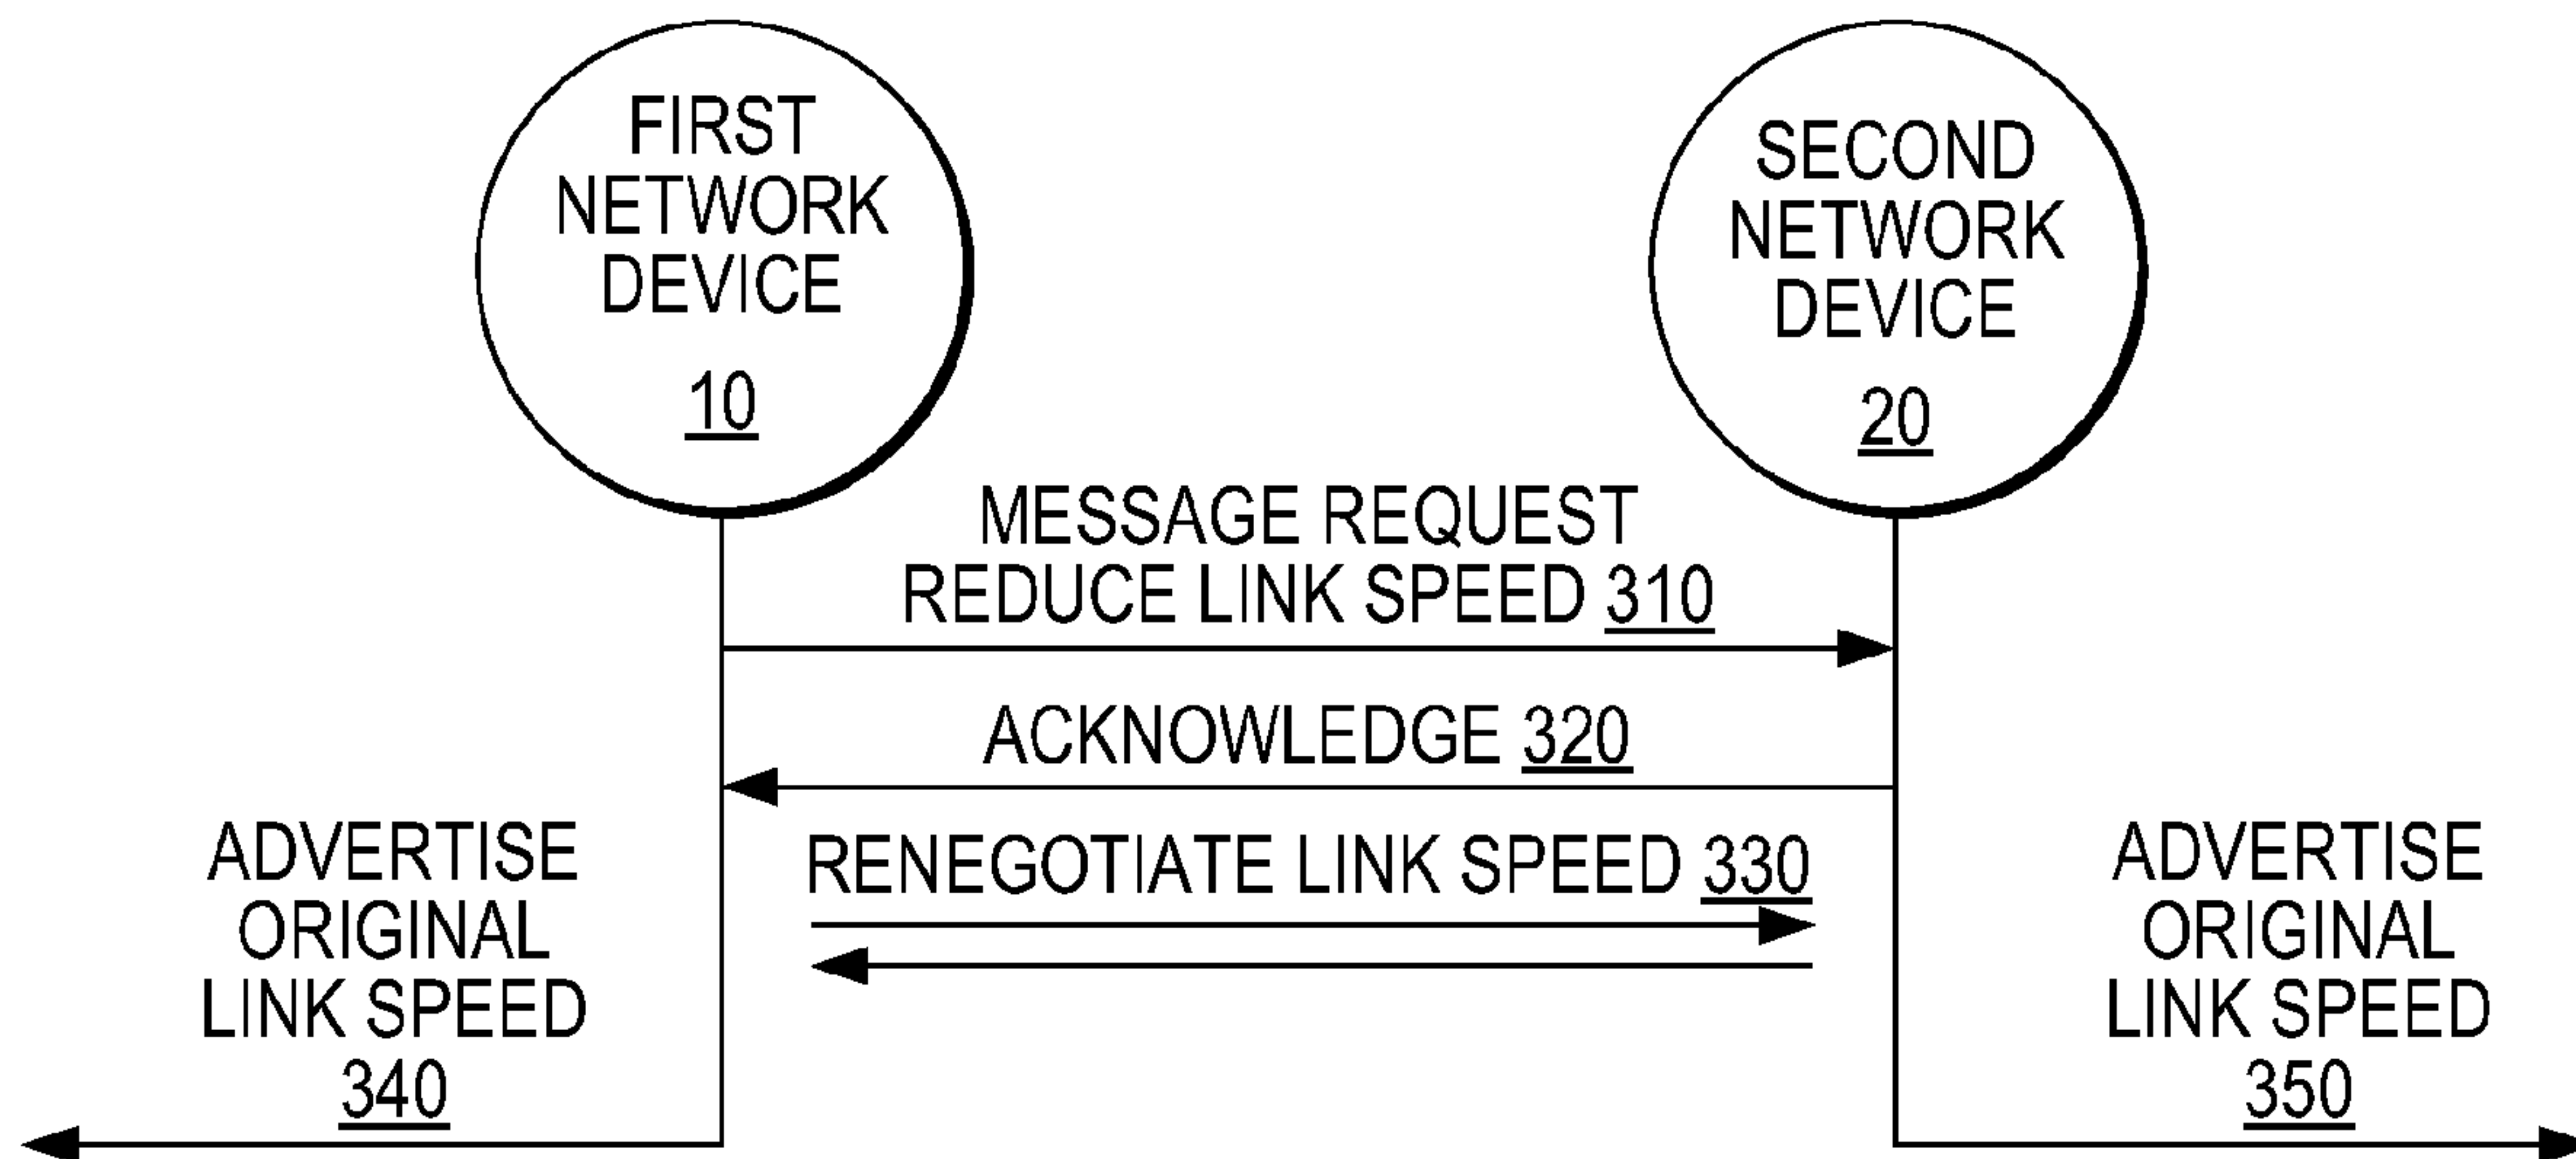 FIRST
NETWORK
DEVICE
10
SECOND
NETWORK
DEVICE
20
MESSAGE REQUEST
REDUCE LINK SPEED 310
ACKNOWLEDGE 320
RENEGOTIATE LINK SPEED 330
ADVERTISE
ORIGINAL
LINK SPEED
340
ADVERTISE
ORIGINAL
LINK SPEED
350